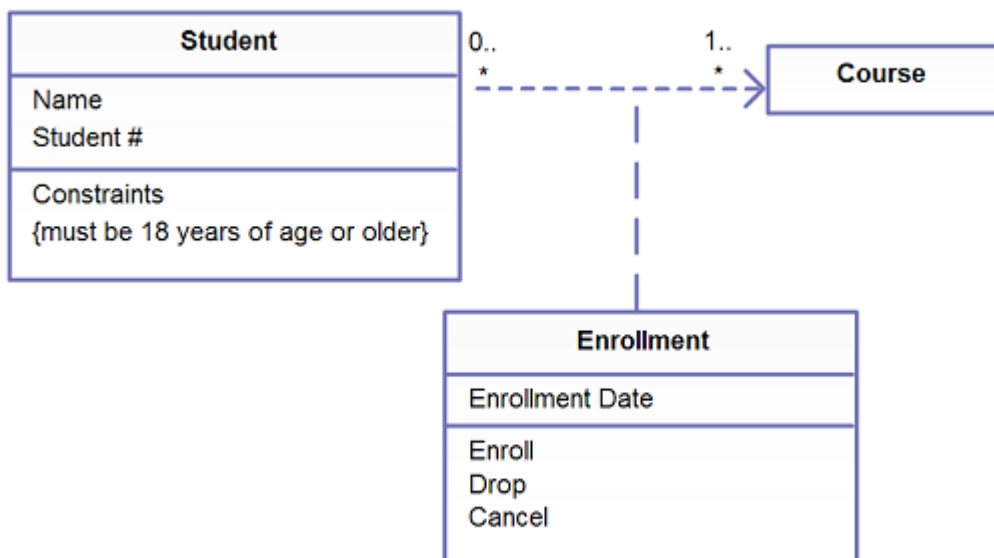 Student
Name
Student #
Constraints
{must be 18 years of age or older}
0..
*
1..
*
Course
Enrollment
Enrollment Date
Enroll
Drop
Cancel